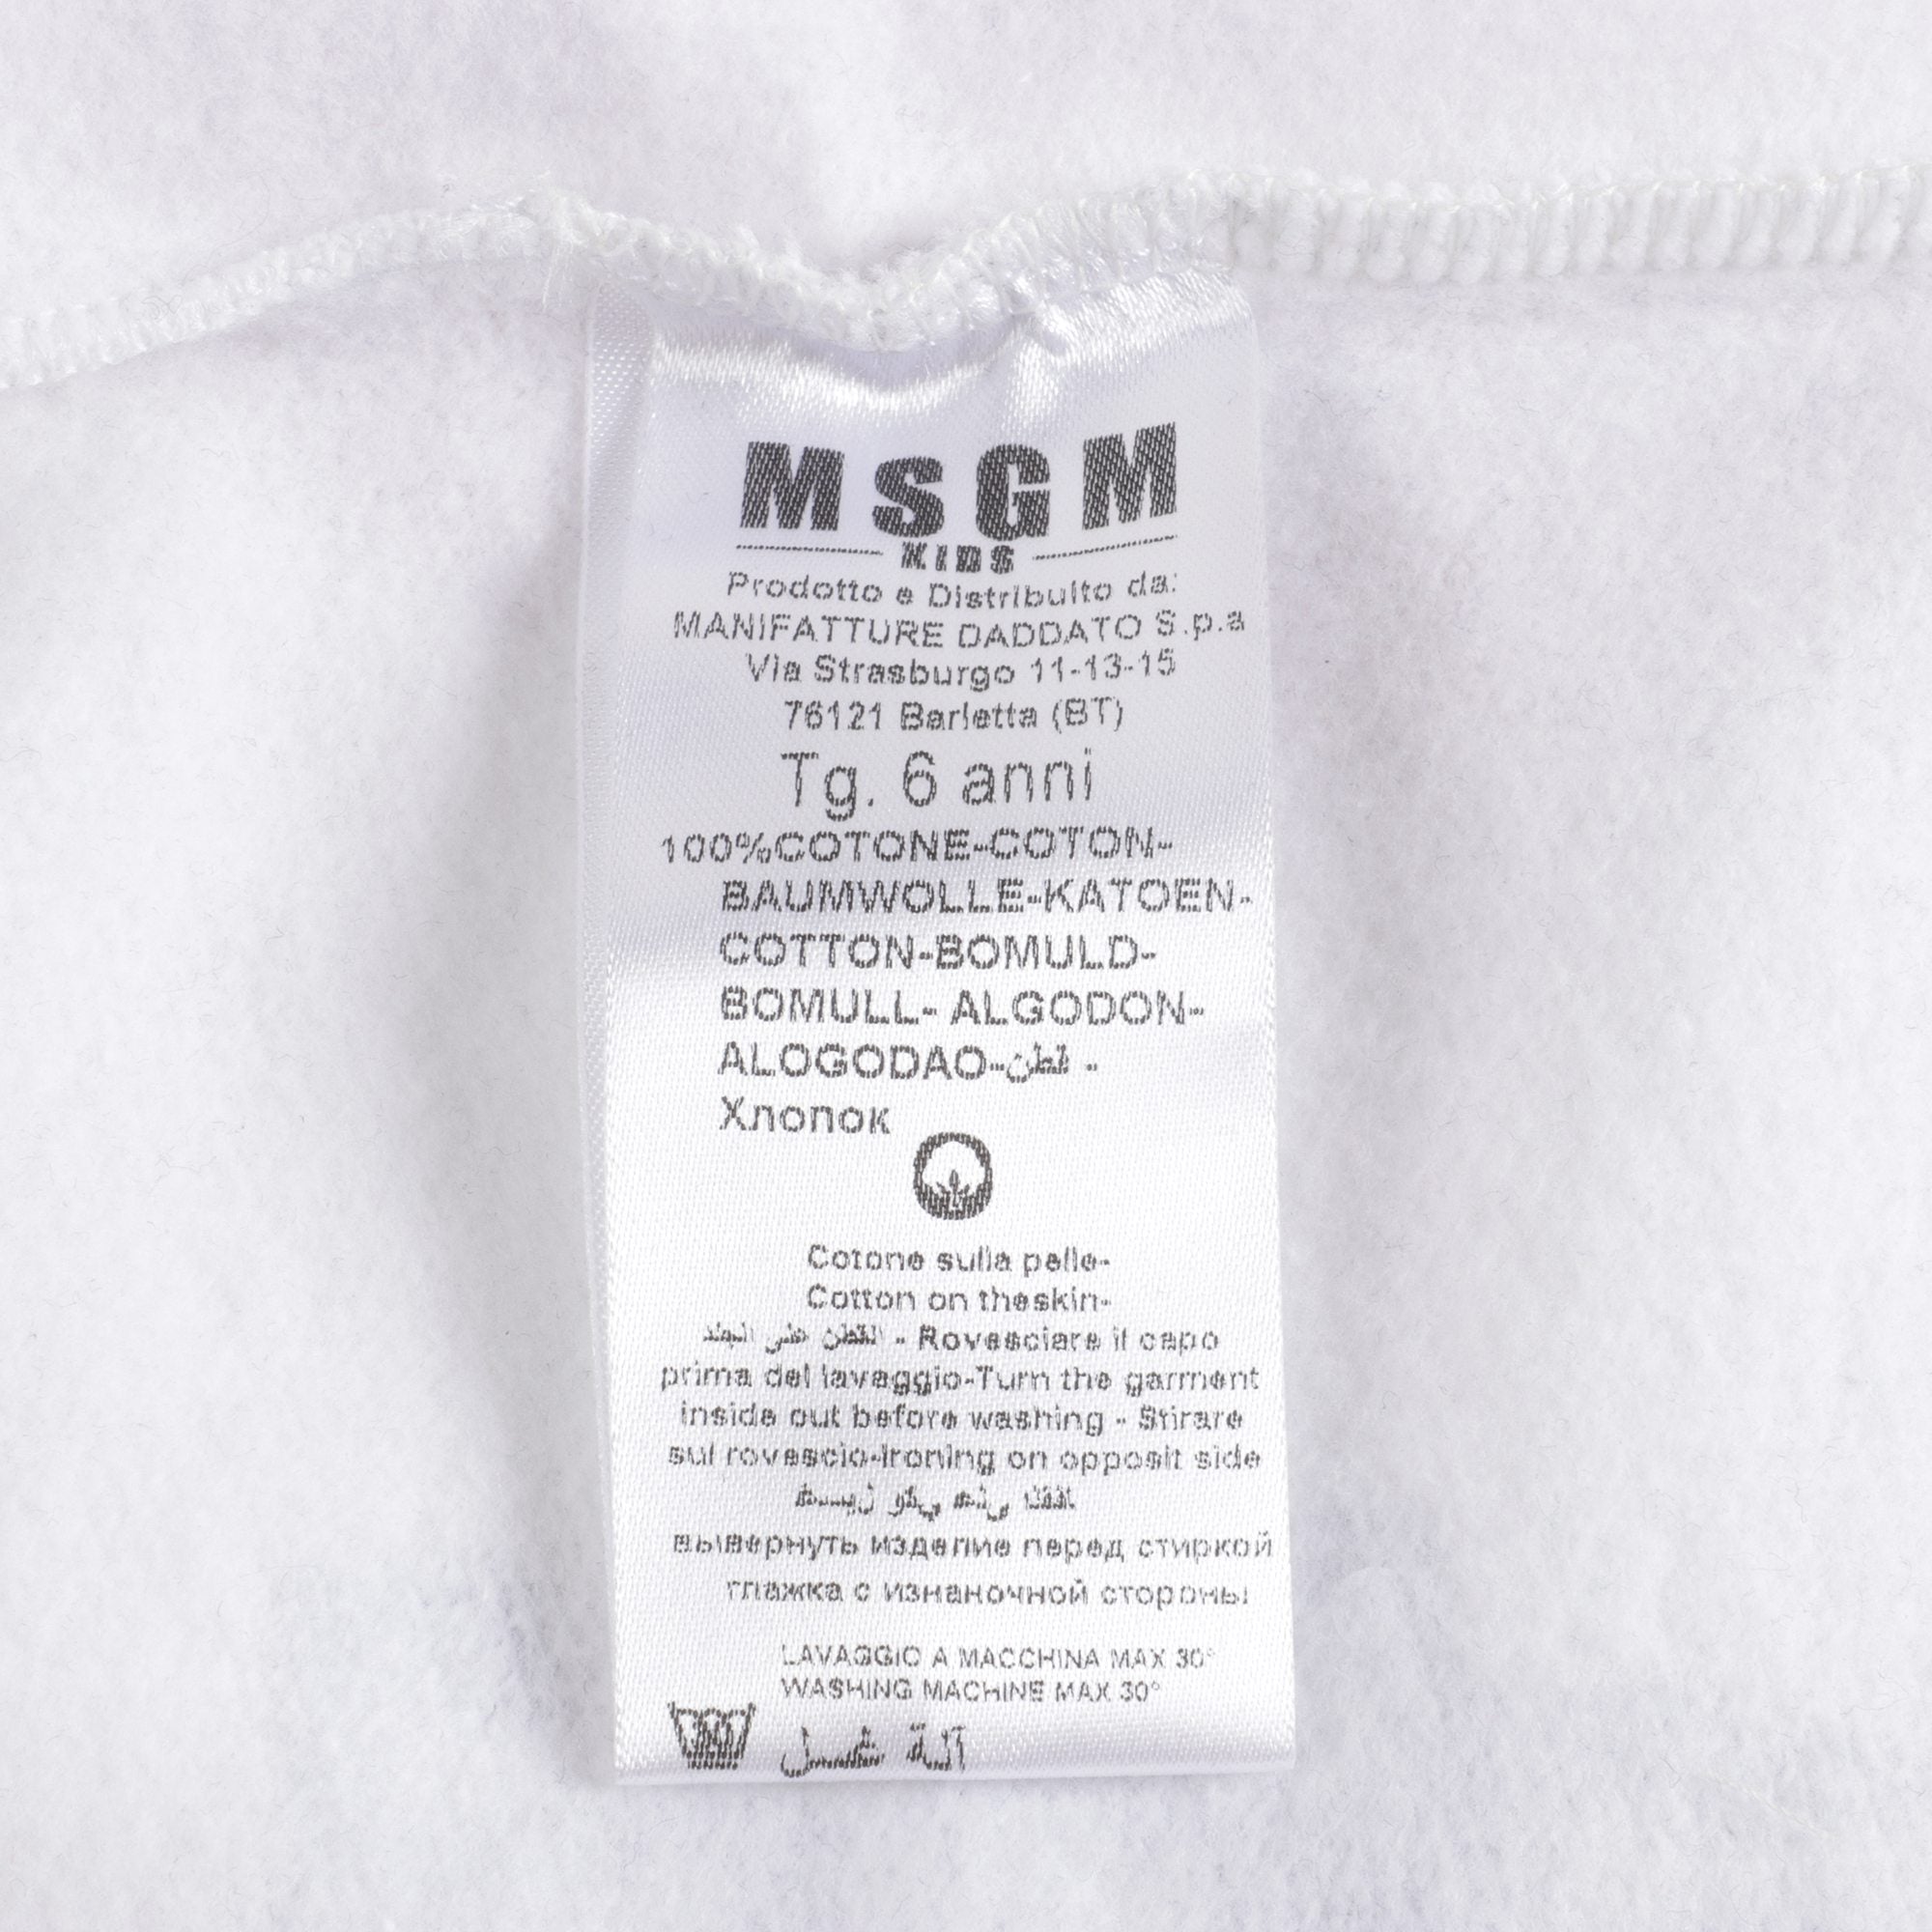 MSGM
KIDS
Prodotto e Distribuito da:
MANIFATTURE DADDATO S.p.a
Via Strasburgo 11-13-15
76121 Barletta (BT)
Tg. 6 anni
100%COTONE-COTON-
BAUMWOLLE-KATOEN-
COTTON-BOMULD-
BOMULL- ALGODON-
ALOGODAO-قطن -
Хлопок
Cotone sulla pelle-
Cotton on theskin-
القطن على الجلد - Rovesciare il capo
prima del lavaggio-Turn the garment
inside out before washing - Stirare
sul rovescio-Ironing on opposit side
вывернуть изделие перед стиркой
глажка с изнаночной стороны
LAVAGGIO A MACCHINA MAX 30°
WASHING MACHINE MAX 30°
30 آلة غسل